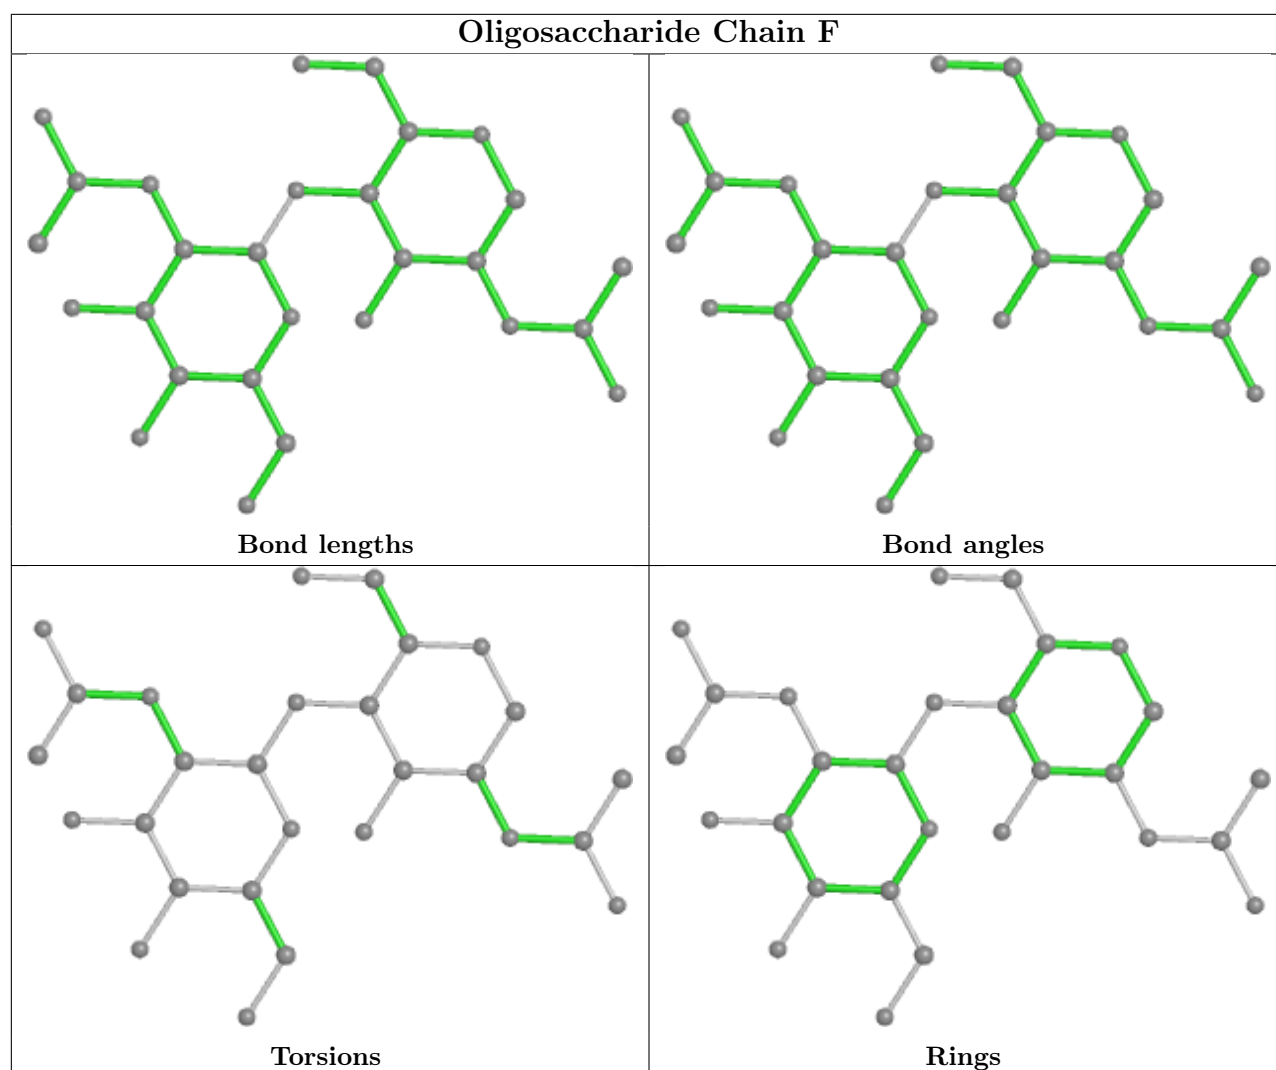 Oligosaccharide Chain F
Bond lengths
Bond angles
Torsions
Rings